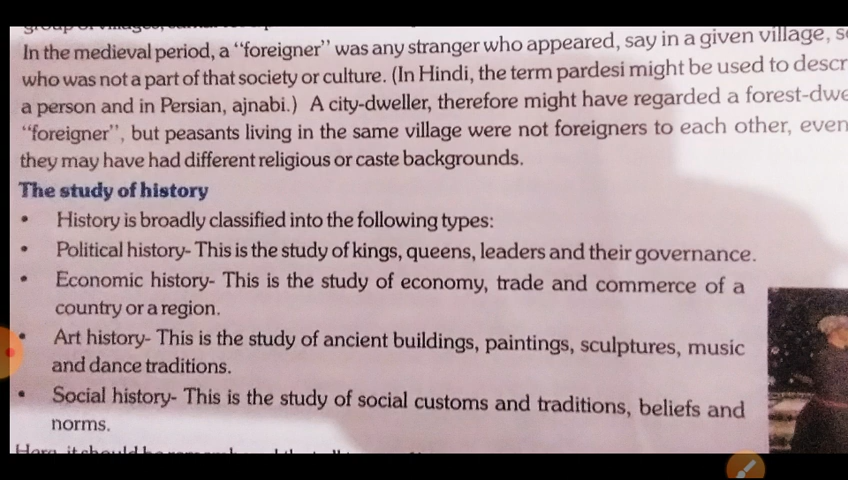 In the medieval period, a "foreigner" was any stranger who appeared, say in a given village,
who was not a part of that society or culture. (In Hindi, the term pardesi might be used to
a person and in Persian, ajnabi.) A city-dweller, therefore might have regarded a
"foreigner", but peasants living in the same village were not foreigners to each other, even
they may have had different religious or caste backgrounds.
The study of history
• History is broadly classified into the following types:
• Political history- This is the study of kings, queens, leaders and their governance.
• Economic history- This is the study of economy, trade and commerce of a
country or a region.
• Art history- This is the study of ancient buildings, paintings, sculptures, music
and dance traditions.
• Social history- This is the study of social customs and traditions, beliefs and
norms.